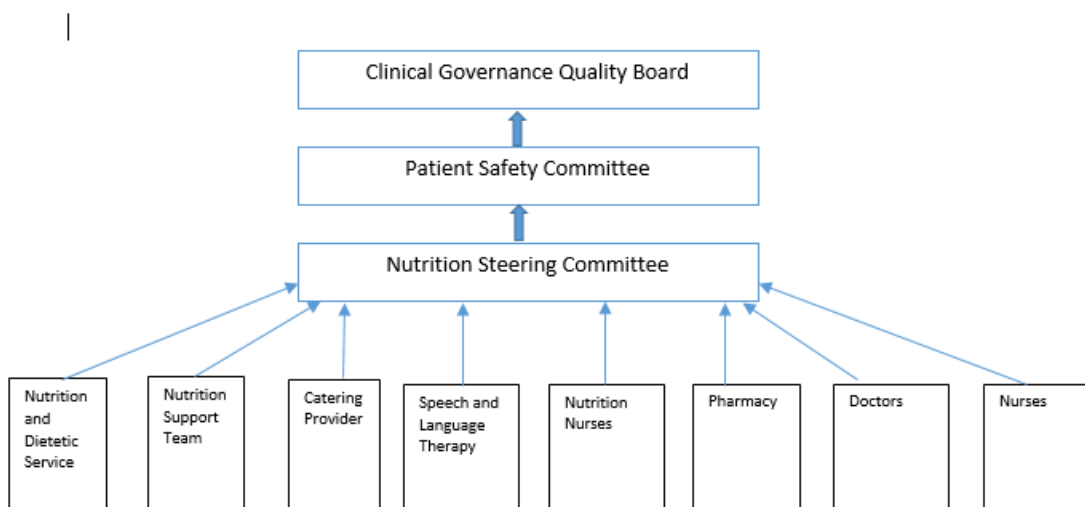 Clinical Governance Quality Board
Patient Safety Committee
Nutrition Steering Committee
Nutrition
and
Dietetic
Service
Nutrition
Support
Team
Catering
Provider
Speech and
Language
Therapy
Nutrition
Nurses
Pharmacy
Doctors
Nurses